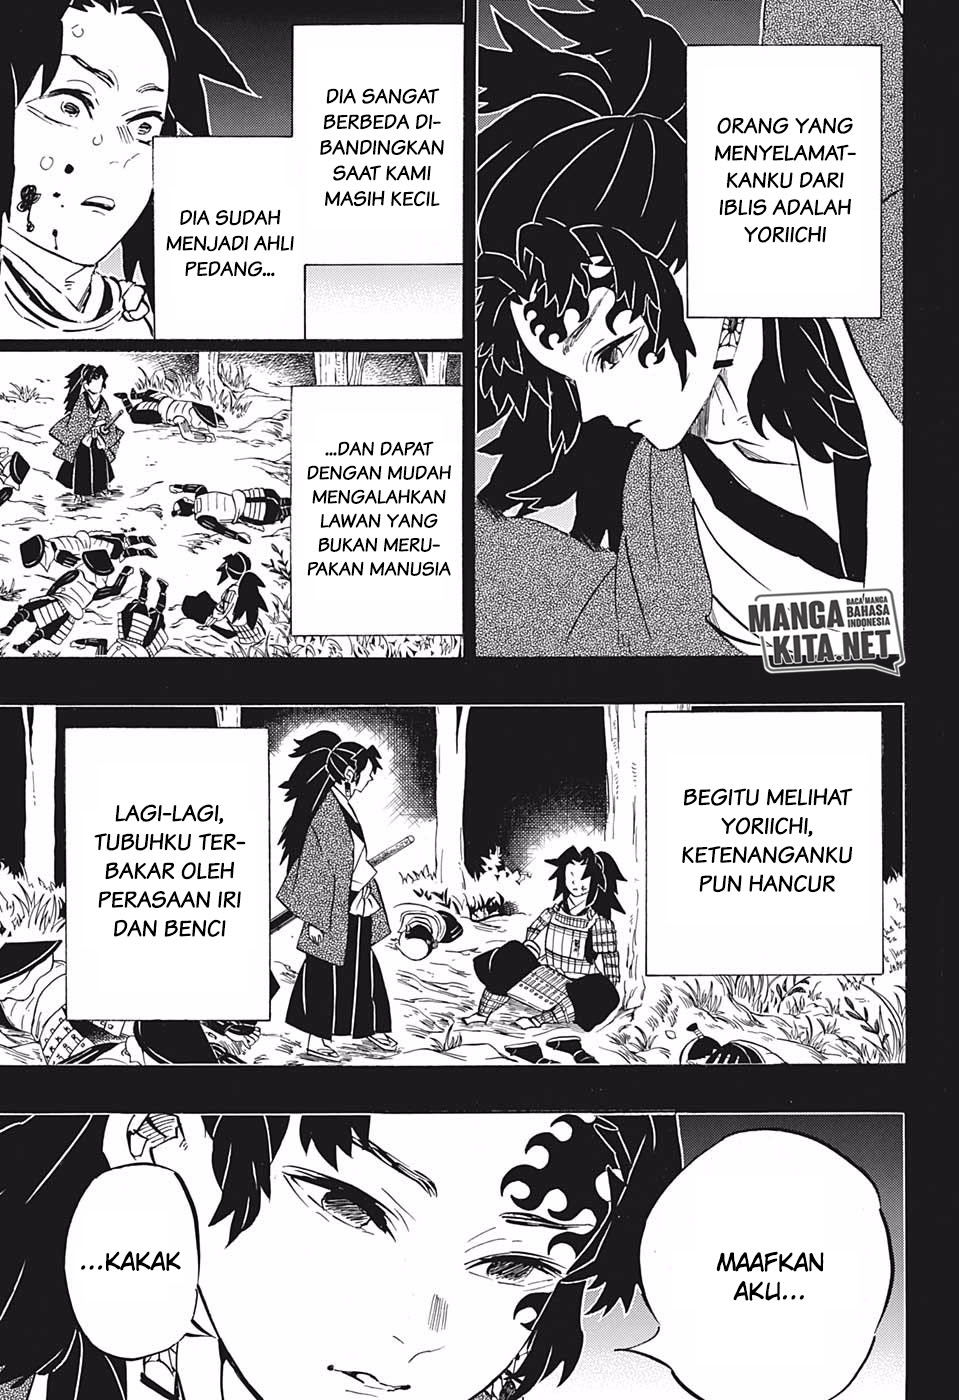 ORANG YANG
MENYELAMAT-
KANKU DARI
IBLIS ADALAH
YORIICHI
DIA SANGAT
BERBEDA DI-
BANDINGKAN
SAAT KAMI
MASIH KECIL
DIA SUDAH
MENJADI AHLI
PEDANG...
...DAN DAPAT
DENGAN MUDAH
MENGALAHKAN
LAWAN YANG
BUKAN MERU-
PAKAN MANUSIA
MANGA
KITA.NET
BACA MANGA
BAHASA
INDONESIA
BEGITU MELIHAT
YORIICHI,
KETENANGANKU
PUN HANCUR
LAGI-LAGI,
TUBUHKU TER-
BAKAR OLEH
PERASAAN IRI
DAN BENCI
MAAFKAN
AKU...
...KAKAK